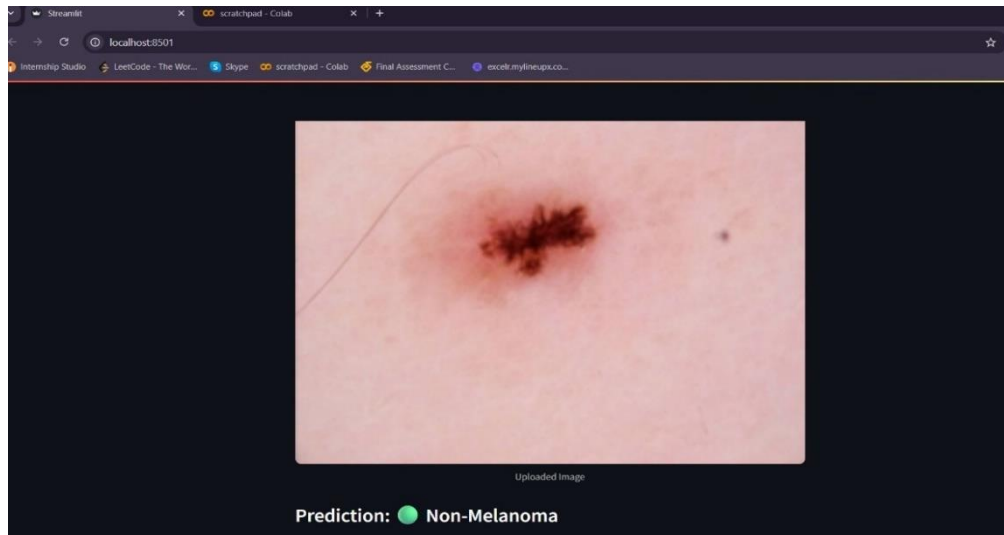 Streamlit scratchpad - Colab
localhost:8501
Internship Studio LeetCode - The Wor... Skype scratchpad - Colab Final Assessment C... excelr.mylineupx.co...
Uploaded Image
Prediction: Non-Melanoma